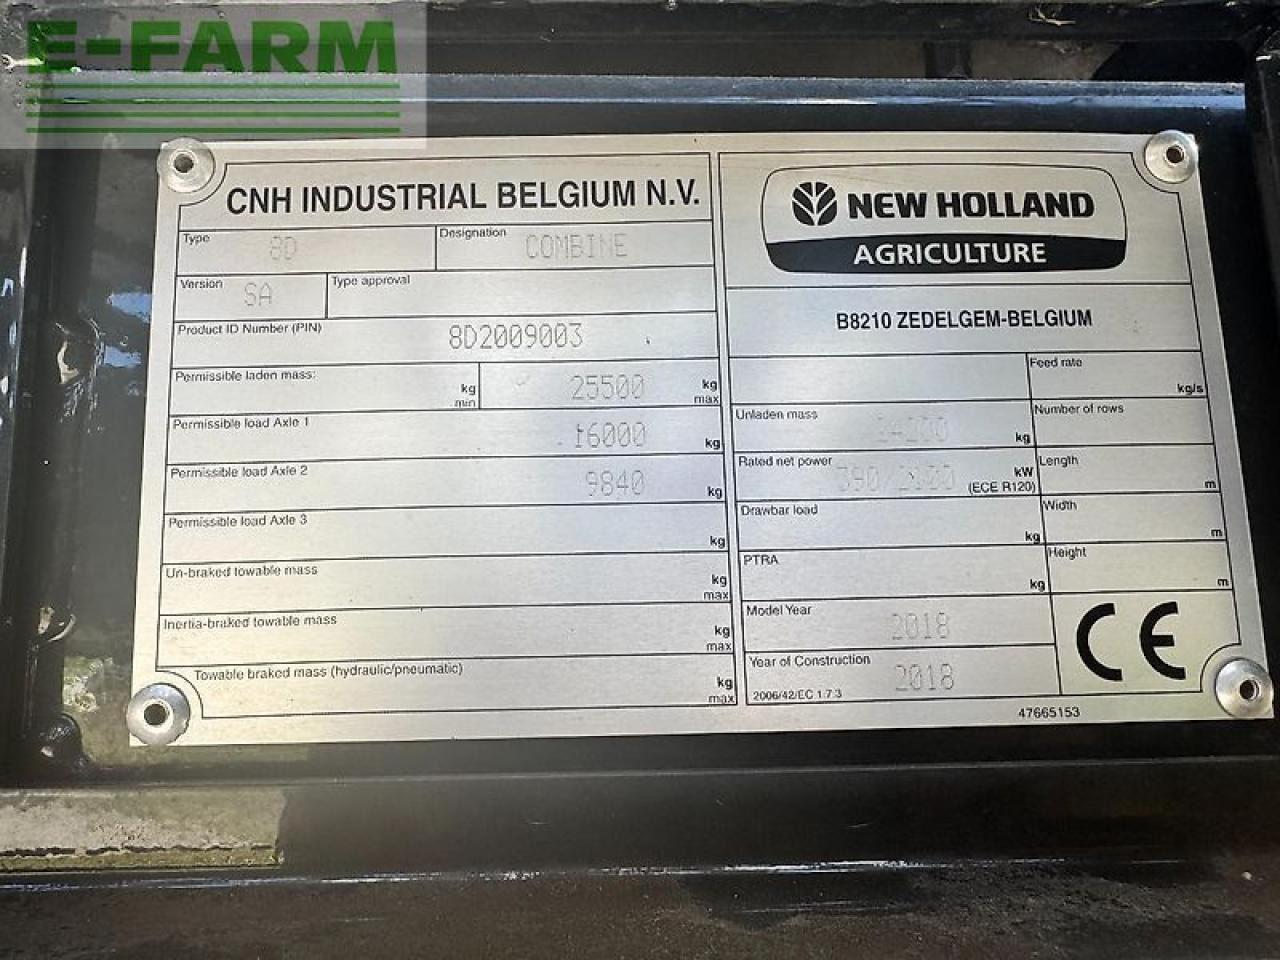 E-FARM
CNH INDUSTRIAL BELGIUM N.V.
Type 8D Designation COMBINE
Version SA Type approval
Product ID Number (PIN) 8D2009003
Permissible laden mass: kg min 25500 kg max
Permissible load Axle 1 16000 kg
Permissible load Axle 2 9840 kg
Permissible load Axle 3 kg
Un-braked towable mass kg max
Inertia-braked towable mass kg max
Towable braked mass (hydraulic/pneumatic) kg max
NEW HOLLAND
AGRICULTURE
B8210 ZEDELGEM-BELGIUM
Feed rate kg/s
Unladen mass kg Number of rows
Rated net power kW (ECE R120) Length m
Drawbar load kg Width m
PTRA kg Height m
Model Year 2018
Year of Construction 2018
2006/42/EC 1.7.3
CE
47665153